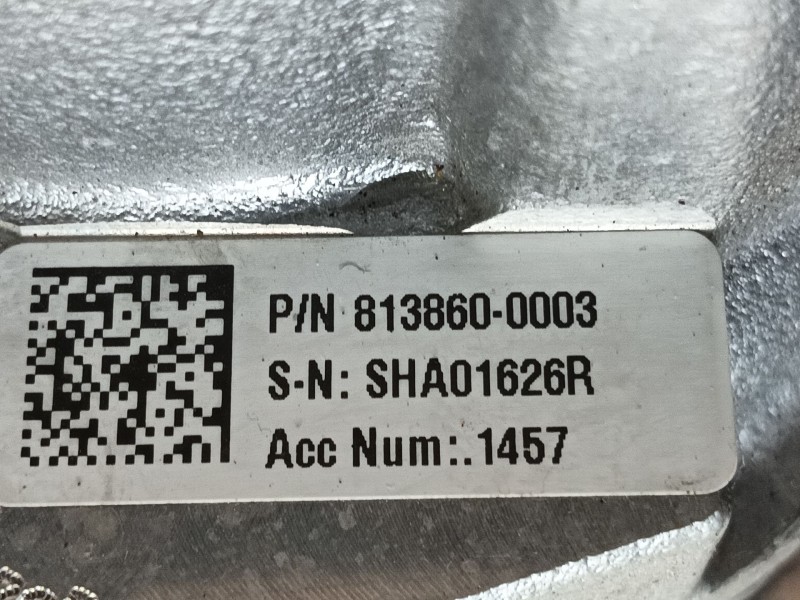 P/N 813860-0003
S-N: SHA01626R
Acc Num:.1457